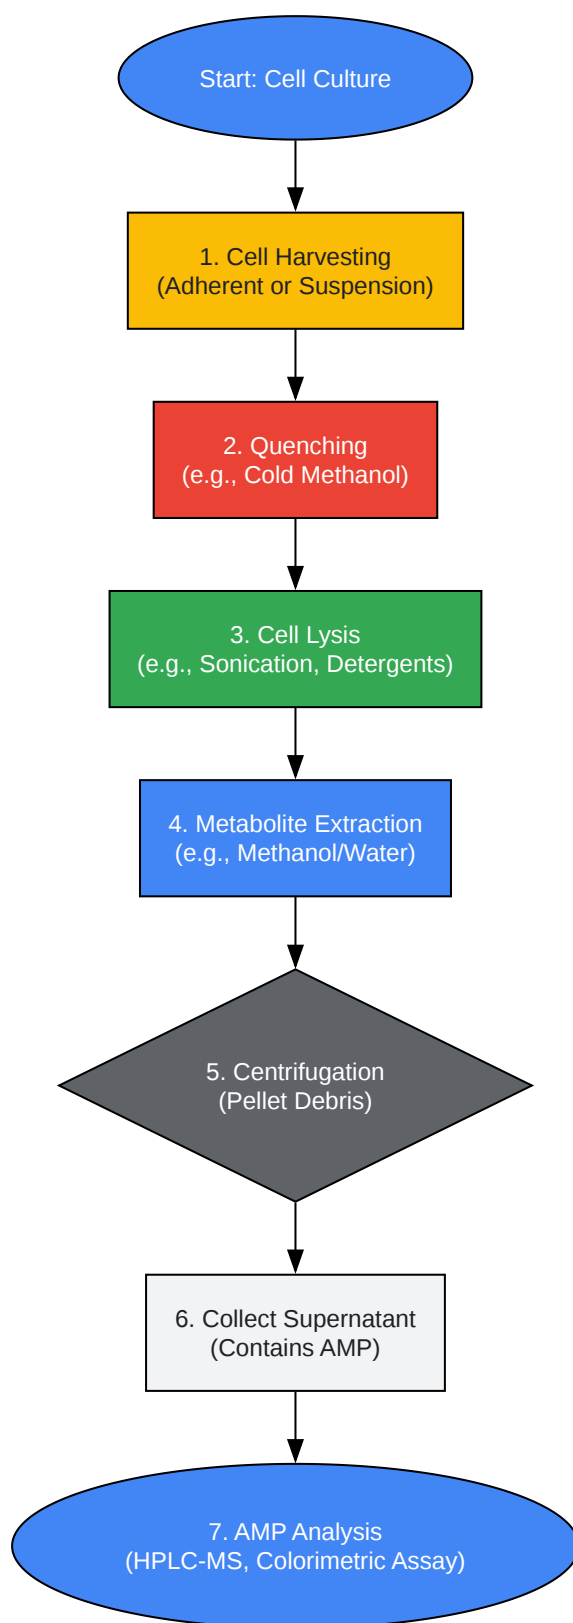 Start: Cell Culture
1. Cell Harvesting
(Adherent or Suspension)
2. Quenching
(e.g., Cold Methanol)
3. Cell Lysis
(e.g., Sonication, Detergents)
4. Metabolite Extraction
(e.g., Methanol/Water)
5. Centrifugation
(Pellet Debris)
6. Collect Supernatant
(Contains AMP)
7. AMP Analysis
(HPLC-MS, Colorimetric Assay)